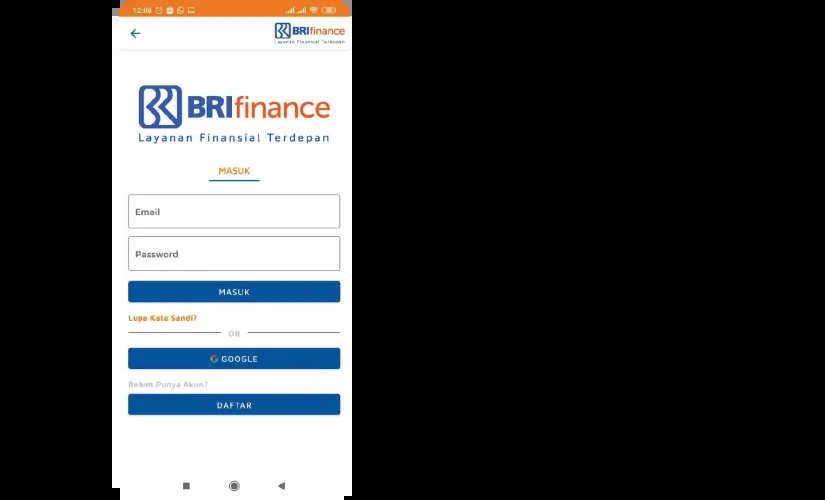 12:08
BRIfinance
Layanan Finansial Terdepan
BRIfinance
Layanan Finansial Terdepan
MASUK
Email
Password
MASUK
Lupa Kata Sandi?
OR
GOOGLE
Belum Punya Akun?
DAFTAR